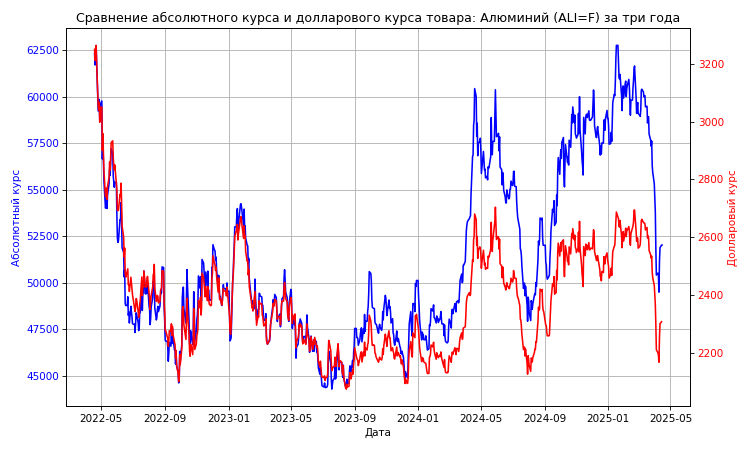 Сравнение абсолютного курса и долларового курса товара: Алюминий (ALI=F) за три года
62500
60000
57500
55000
52500
50000
47500
45000
Абсолютный курс
3200
3000
2800
2600
2400
2200
Долларовый курс
2022-05 2022-09 2023-01 2023-05 2023-09 2024-01 2024-05 2024-09 2025-01 2025-05
Дата